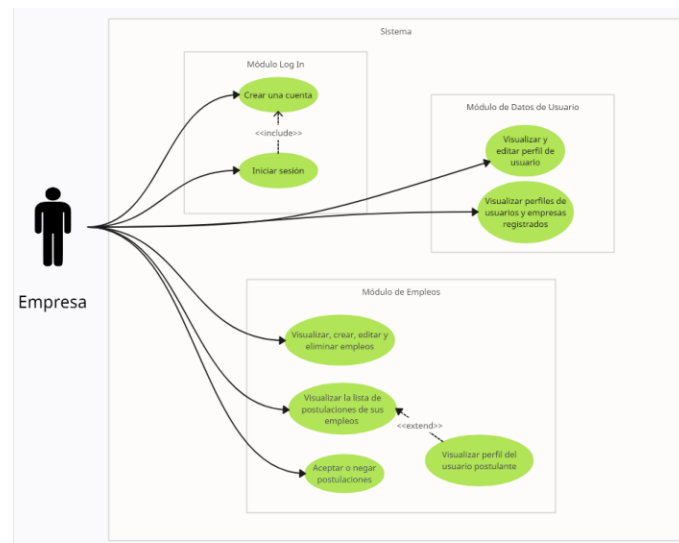 Sistema
Módulo Log In
Crear una cuenta
<<include>>
Iniciar sesión
Módulo de Datos de Usuario
Visualizar y
editar perfil de
usuario
Visualizar perfiles de
usuarios y empresas
registrados
Empresa
Módulo de Empleos
Visualizar, crear, editar y
eliminar empleos
Visualizar la lista de
postulaciones de sus
empleos
<<extend>>
Visualizar perfil del
usuario postulante
Aceptar o negar
postulaciones